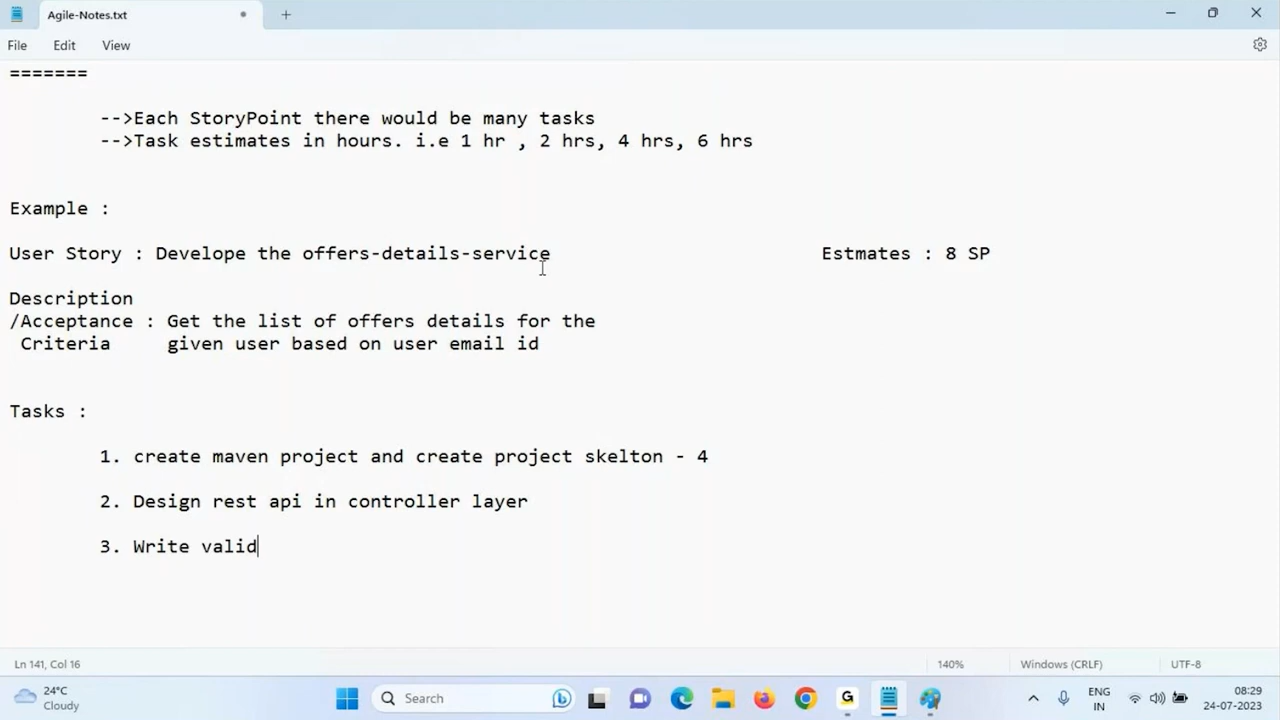 Agile-Notes.txt
File Edit View
=======
-->Each StoryPoint there would be many tasks
-->Task estimates in hours. i.e 1 hr , 2 hrs, 4 hrs, 6 hrs
Example :
User Story : Develope the offers-details-service Estmates : 8 SP
Description
/Acceptance : Get the list of offers details for the
Criteria given user based on user email id
Tasks :
1. create maven project and create project skelton - 4
2. Design rest api in controller layer
3. Write valid
Ln 141, Col 16 140% Windows (CRLF) UTF-8
24°C
Cloudy
Search
ENG
IN
08:29
24-07-2023